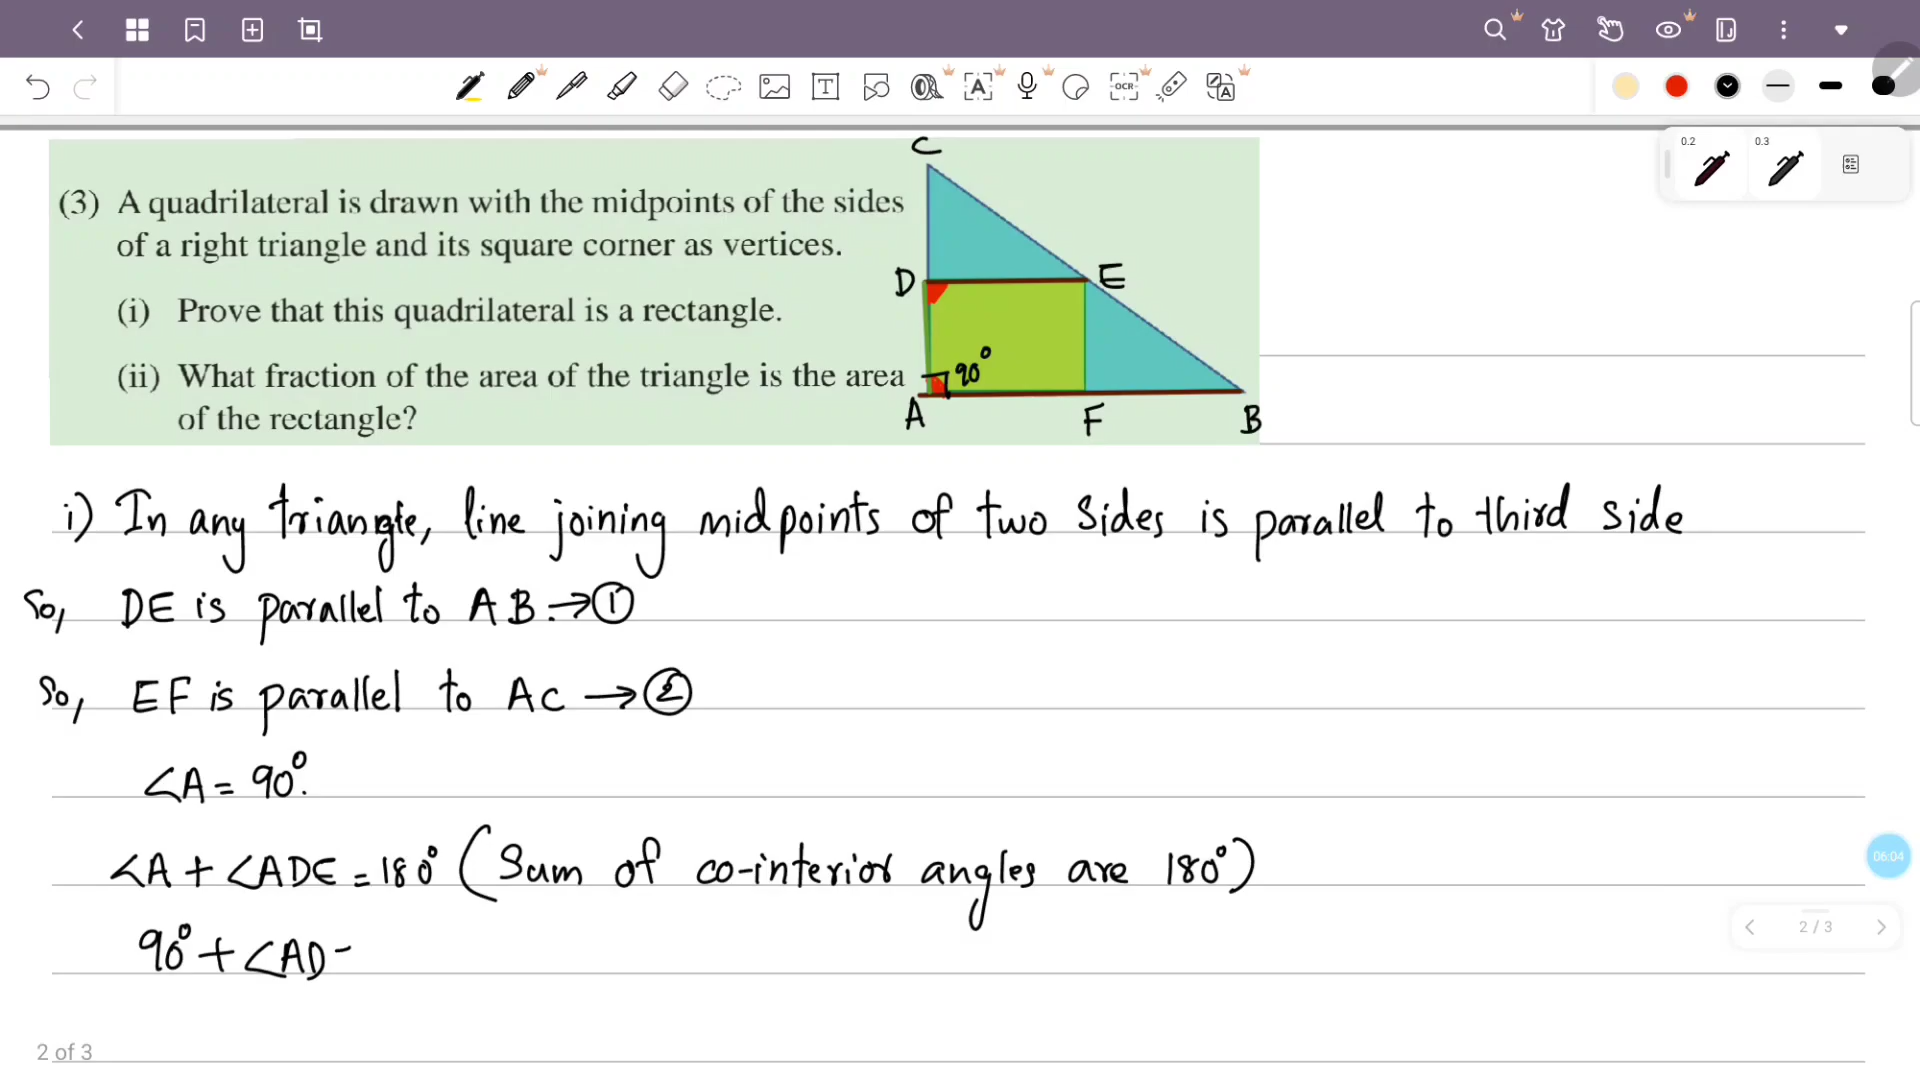 0.2 0.3
C
(3) A quadrilateral is drawn with the midpoints of the sides
of a right triangle and its square corner as vertices.
D E
(i) Prove that this quadrilateral is a rectangle.
90°
(ii) What fraction of the area of the triangle is the area
of the rectangle?
A F B
i) In any triangle, line joining midpoints of two sides is parallel to third side
So, DE is parallel to AB. → ①
So, EF is parallel to AC → ②
∠A = 90°.
∠A + ∠ADE = 180° (Sum of co-interior angles are 180°)
06:04
2 / 3
90° + ∠AD-
2 of 3